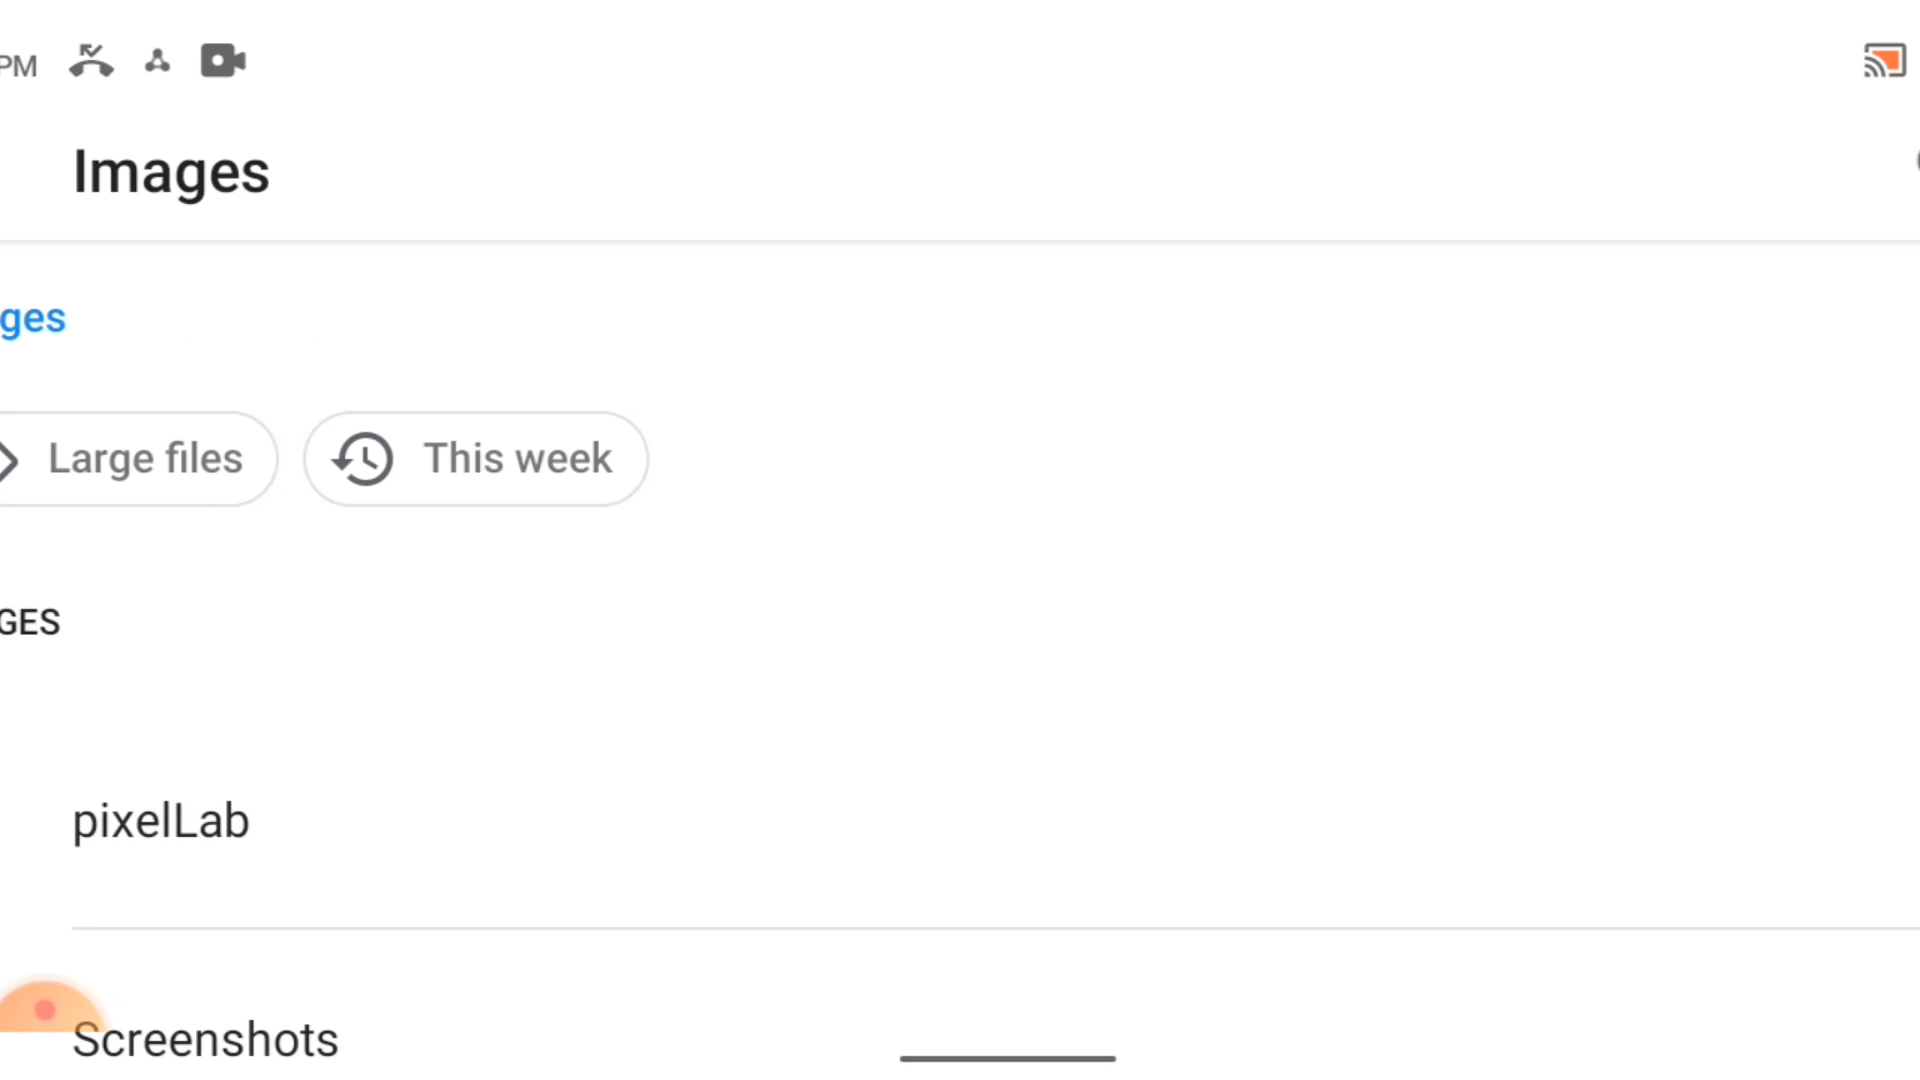 PM
Images
ges
Large files
This week
GES
pixelLab
Screenshots